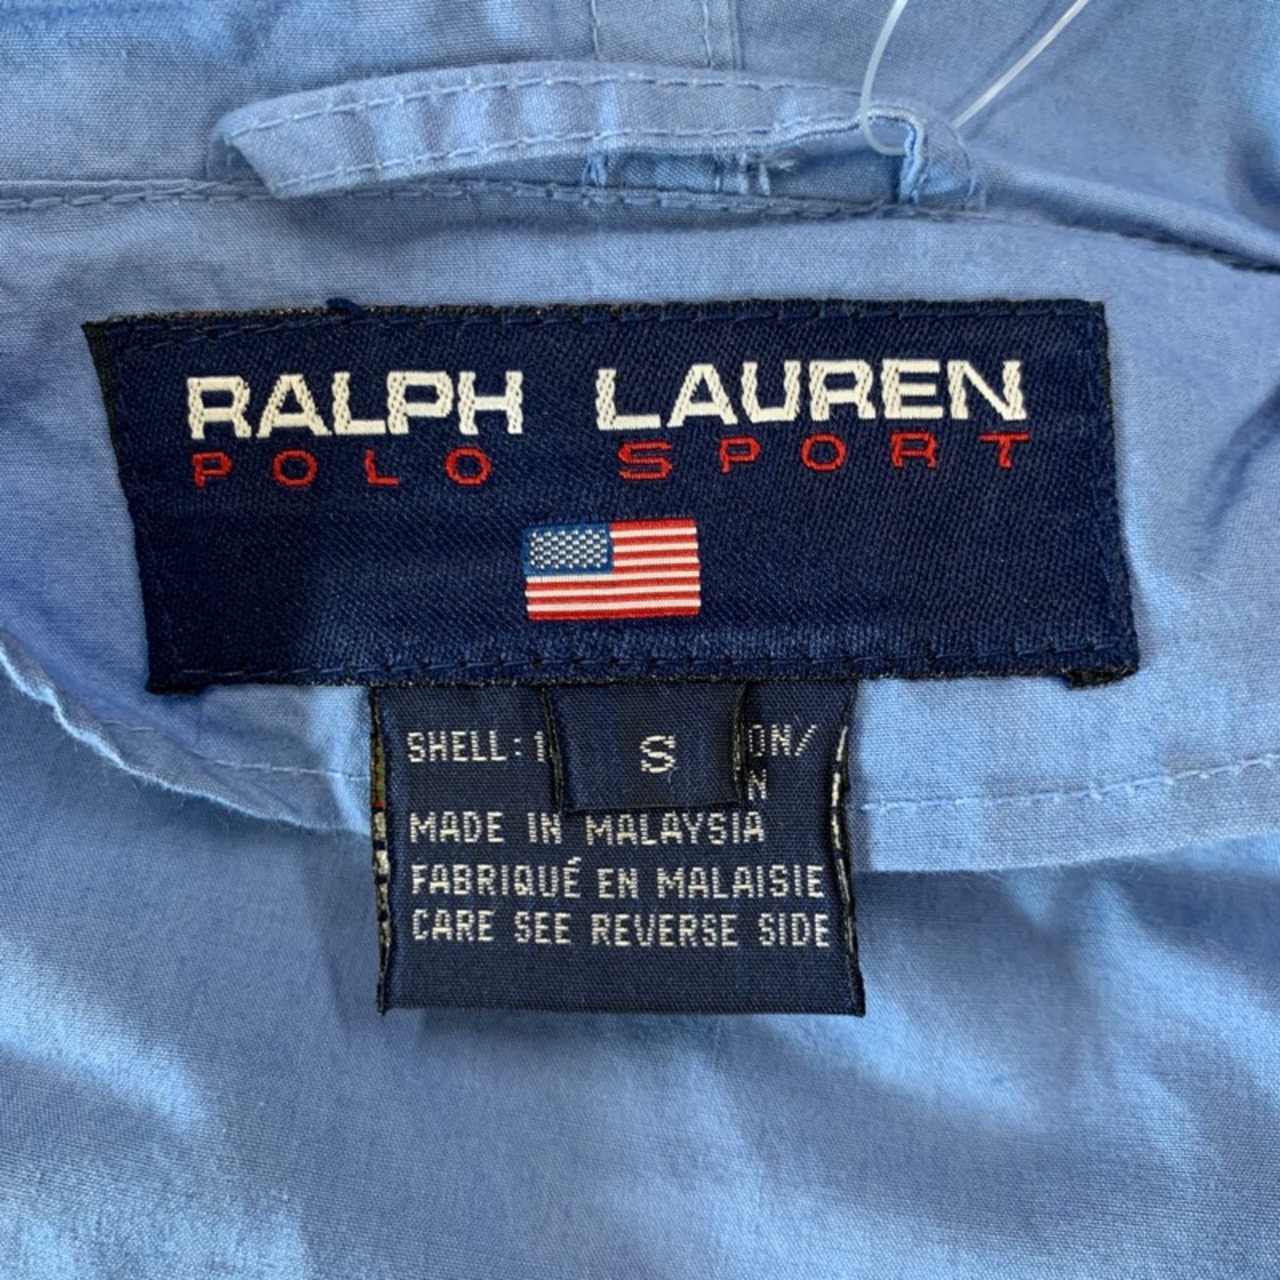 RALPH LAUREN
POLO SPORT
S
SHELL:
MADE IN MALAYSIA
FABRIQUÉ EN MALAISIE
CARE SEE REVERSE SIDE